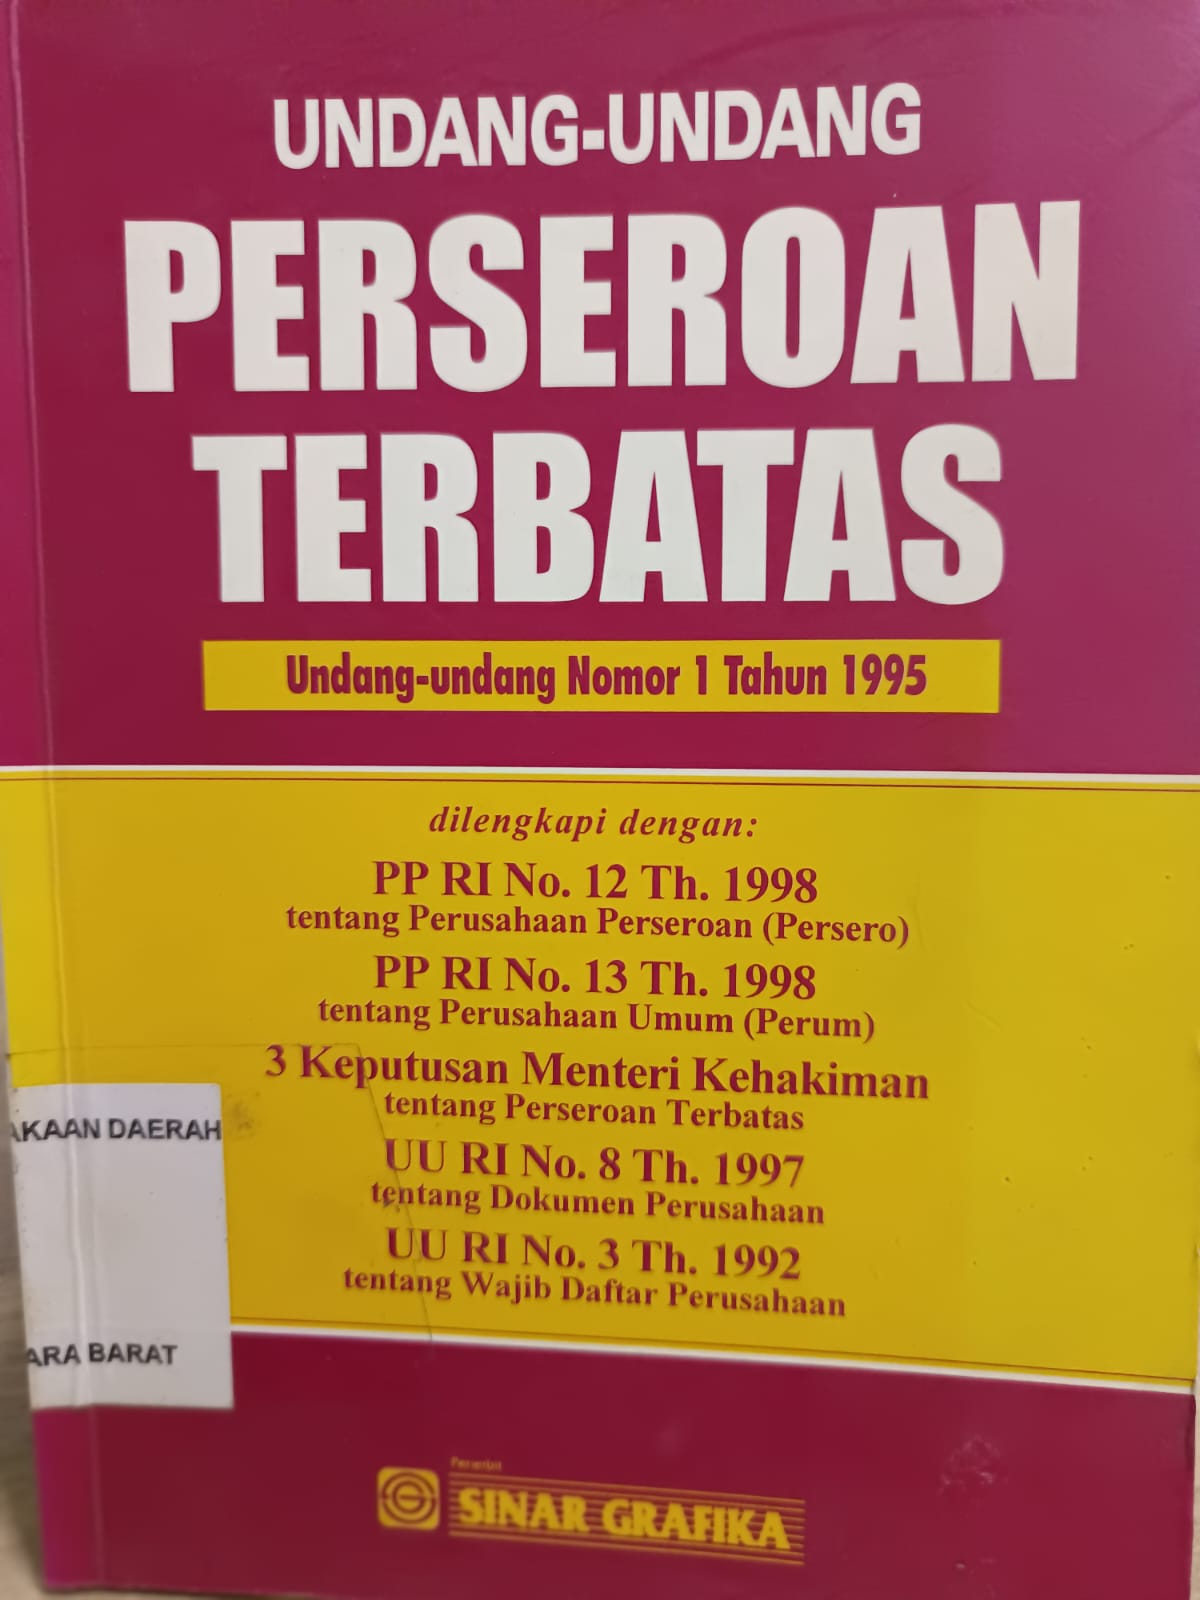 UNDANG-UNDANG
PERSEROAN
TERBATAS
Undang-undang Nomor 1 Tahun 1995
dilengkapi dengan:
PP RI No. 12 Th. 1998
tentang Perusahaan Perseroan (Persero)
PP RI No. 13 Th. 1998
tentang Perusahaan Umum (Perum)
3 Keputusan Menteri Kehakiman
tentang Perseroan Terbatas
UU RI No. 8 Th. 1997
tentang Dokumen Perusahaan
UU RI No. 3 Th. 1992
tentang Wajib Daftar Perusahaan
AKAAN DAERAH
ARA BARAT
Penerbit
SINAR GRAFIKA